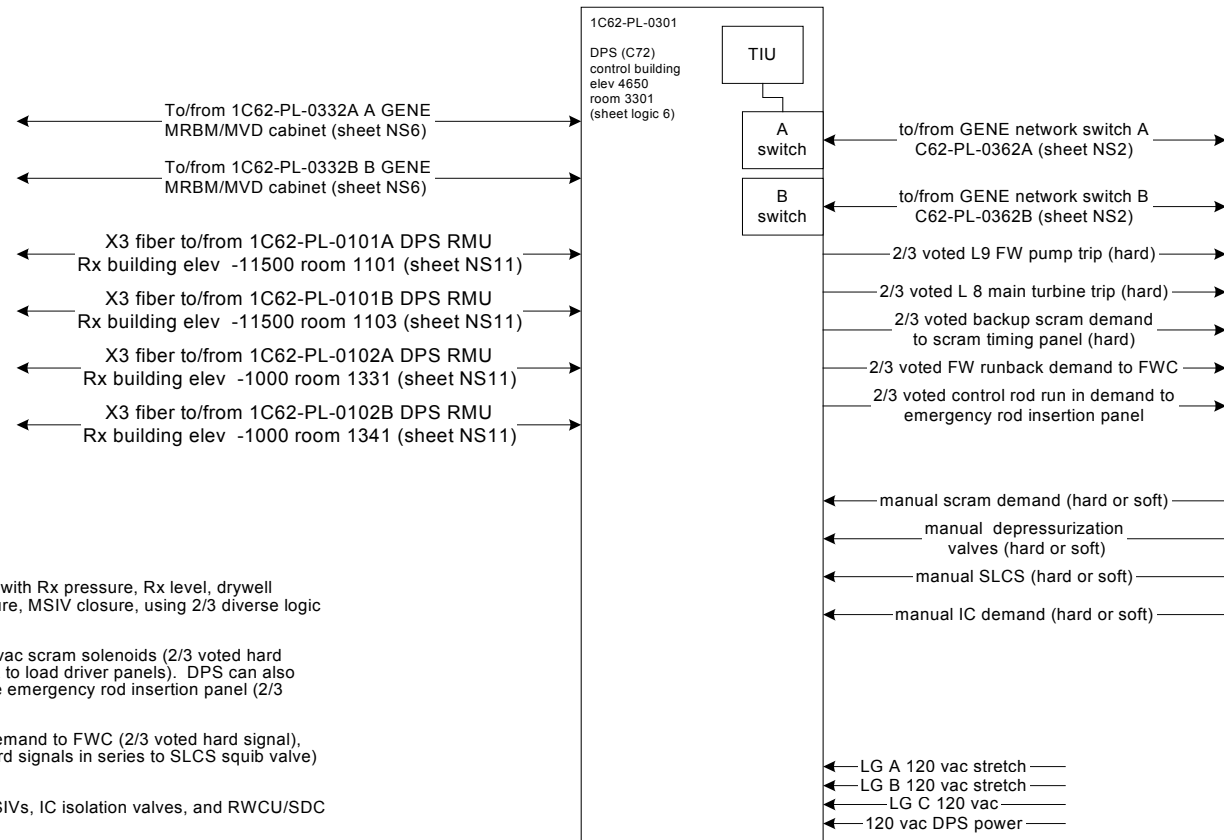 1C62-PL-0301
DPS (C72)
control building
elev 4650
room 3301
(sheet logic 6)
TIU
A
switch
B
switch
To/from 1C62-PL-0332A A GENE
MRBM/MVD cabinet (sheet NS6)
To/from 1C62-PL-0332B B GENE
MRBM/MVD cabinet (sheet NS6)
X3 fiber to/from 1C62-PL-0101A DPS RMU
Rx building elev -11500 room 1101 (sheet NS11)
X3 fiber to/from 1C62-PL-0101B DPS RMU
Rx building elev -11500 room 1103 (sheet NS11)
X3 fiber to/from 1C62-PL-0102A DPS RMU
Rx building elev -1000 room 1331 (sheet NS11)
X3 fiber to/from 1C62-PL-0102B DPS RMU
Rx building elev -1000 room 1341 (sheet NS11)
to/from GENE network switch A
C62-PL-0362A (sheet NS2)
to/from GENE network switch B
C62-PL-0362B (sheet NS2)
2/3 voted L9 FW pump trip (hard)
2/3 voted L 8 main turbine trip (hard)
2/3 voted backup scram demand
to scram timing panel (hard)
2/3 voted FW runback demand to FWC
2/3 voted control rod run in demand to
emergency rod insertion panel
manual scram demand (hard or soft)
manual depressurization
valves (hard or soft)
manual SLCS (hard or soft)
manual IC demand (hard or soft)
LG A 120 vac stretch
LG B 120 vac stretch
LG C 120 vac
120 vac DPS power
with Rx pressure, Rx level, drywell
ure, MSIV closure, using 2/3 diverse logic
vac scram solenoids (2/3 voted hard
to load driver panels). DPS can also
e emergency rod insertion panel (2/3
emand to FWC (2/3 voted hard signal),
rd signals in series to SLCS squib valve)
SIVs, IC isolation valves, and RWCU/SDC